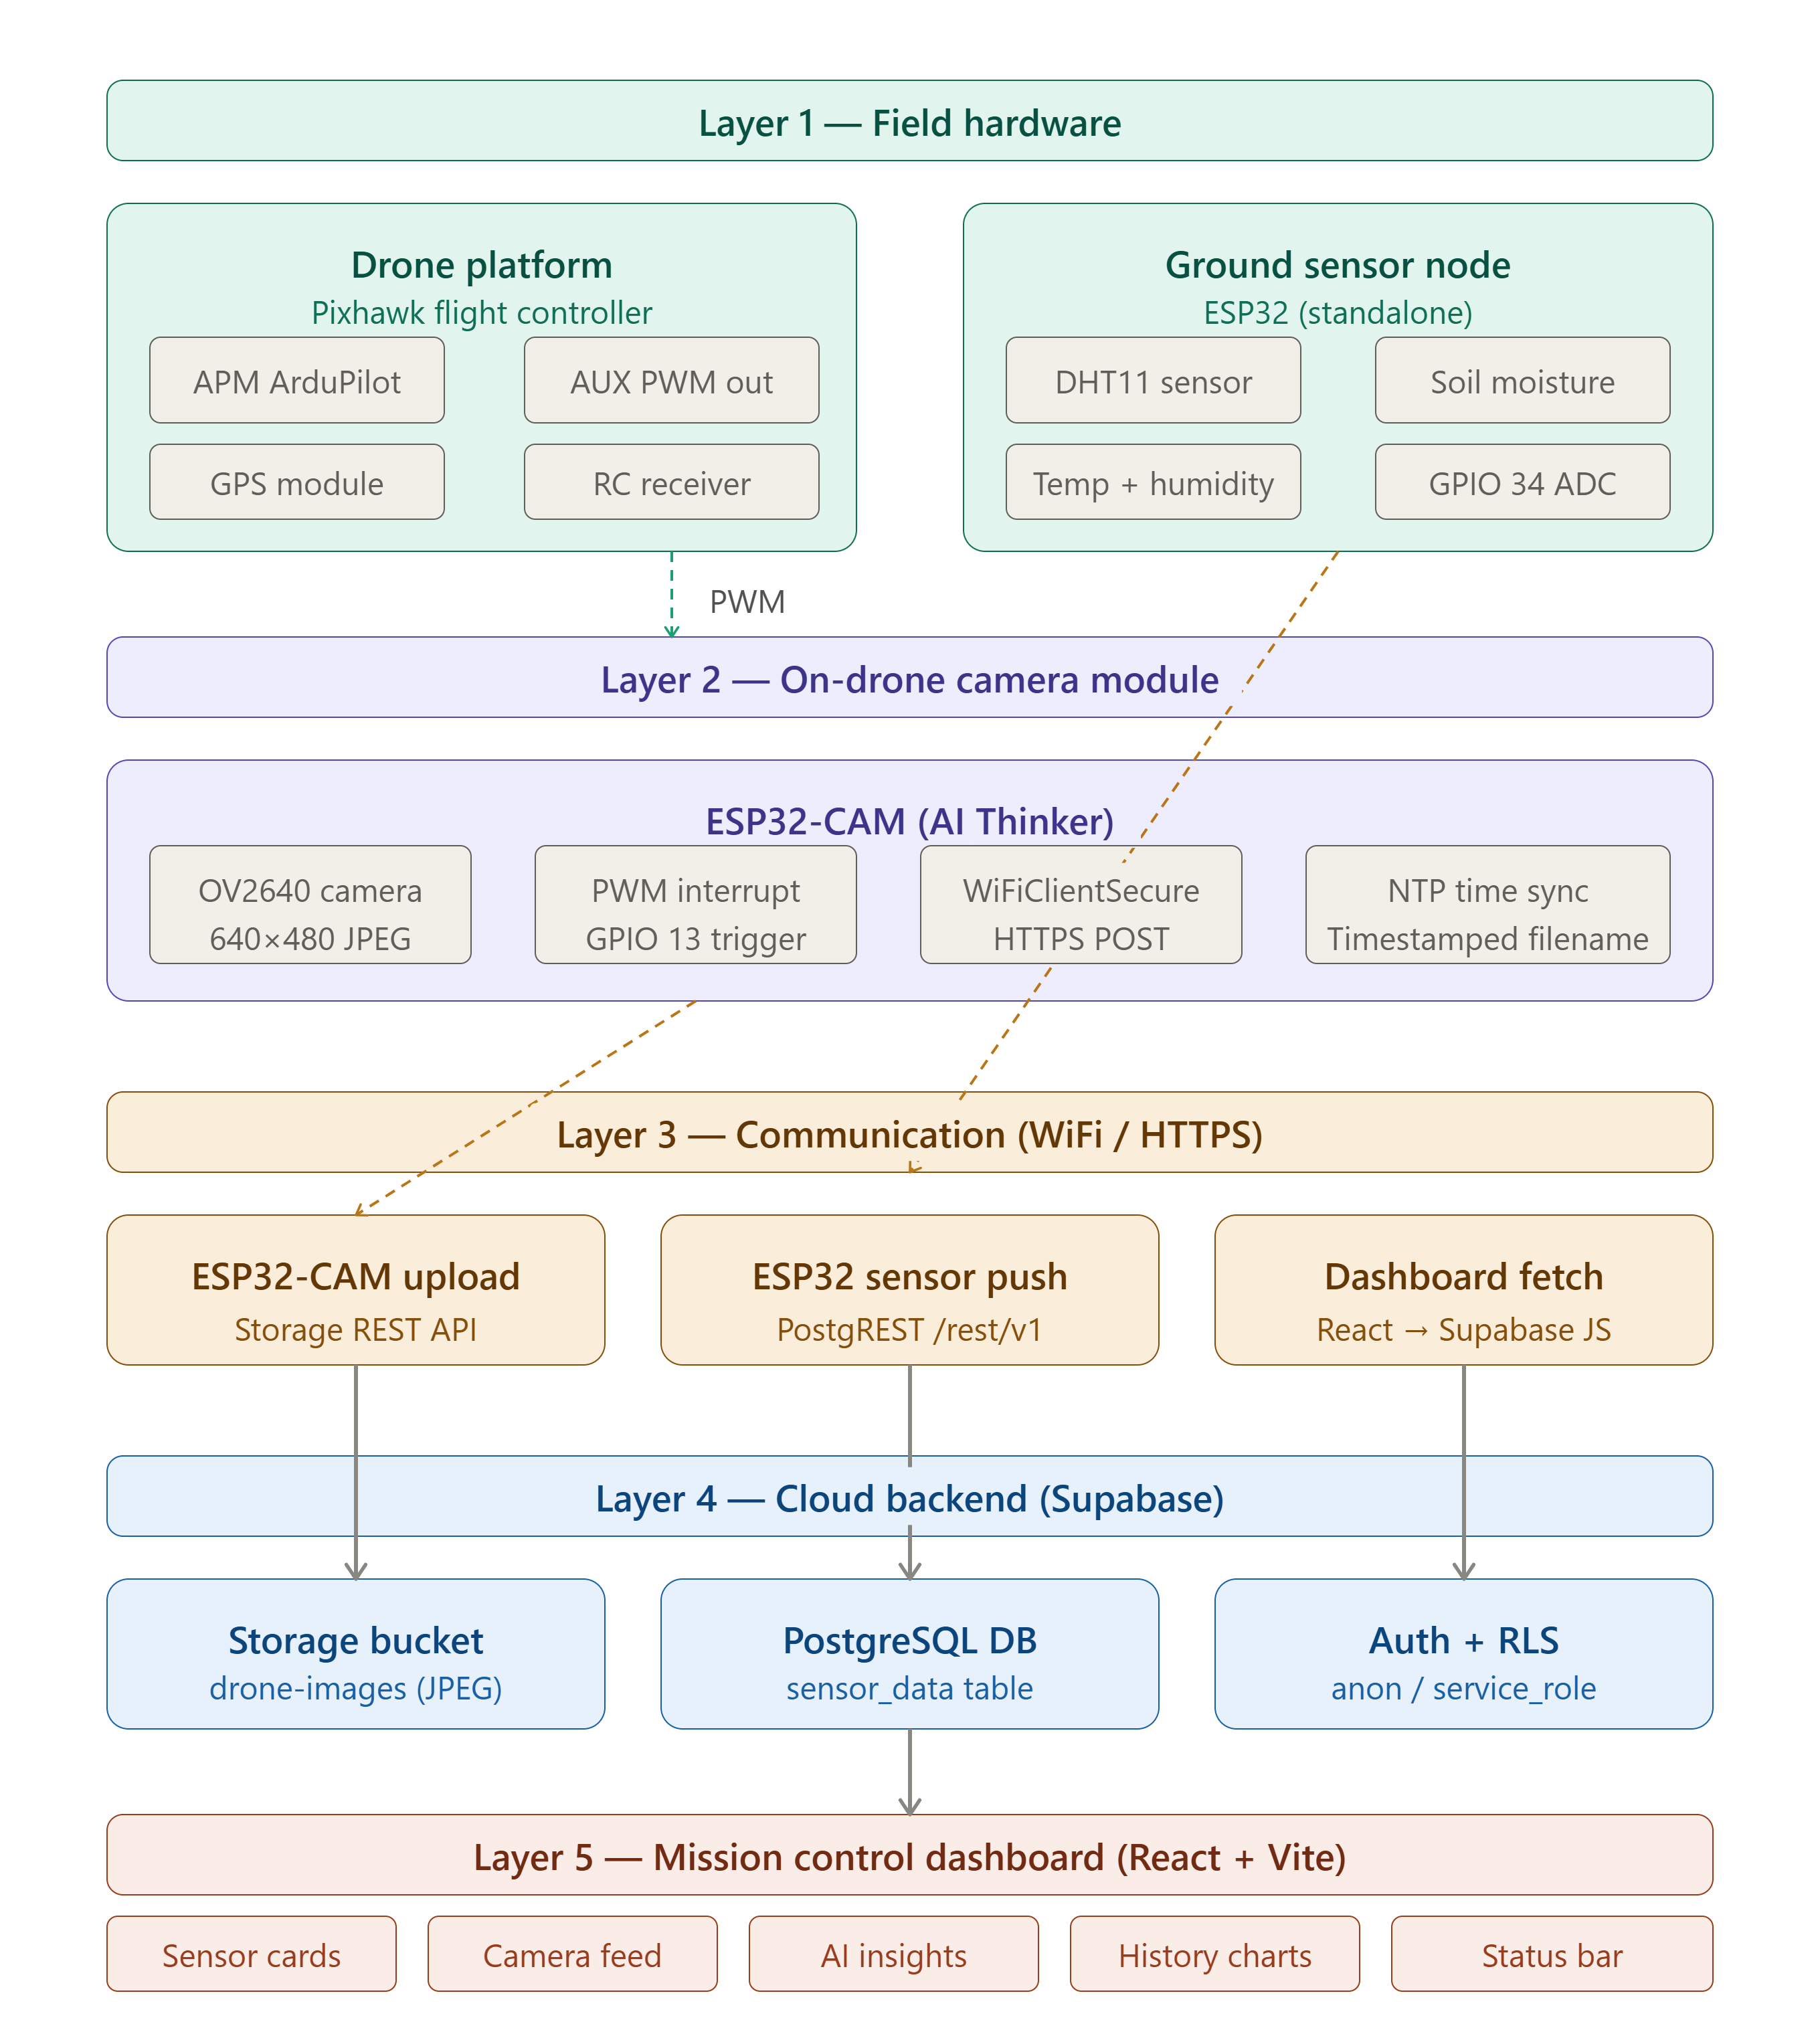 Layer 1 — Field hardware
Drone platform
Pixhawk flight controller
APM ArduPilot
AUX PWM out
GPS module
RC receiver
Ground sensor node
ESP32 (standalone)
DHT11 sensor
Soil moisture
Temp + humidity
GPIO 34 ADC
PWM
Layer 2 — On-drone camera module
ESP32-CAM (AI Thinker)
OV2640 camera
640×480 JPEG
PWM interrupt
GPIO 13 trigger
WiFiClientSecure
HTTPS POST
NTP time sync
Timestamped filename
Layer 3 — Communication (WiFi / HTTPS)
ESP32-CAM upload
Storage REST API
ESP32 sensor push
PostgREST /rest/v1
Dashboard fetch
React → Supabase JS
Layer 4 — Cloud backend (Supabase)
Storage bucket
drone-images (JPEG)
PostgreSQL DB
sensor_data table
Auth + RLS
anon / service_role
Layer 5 — Mission control dashboard (React + Vite)
Sensor cards
Camera feed
AI insights
History charts
Status bar